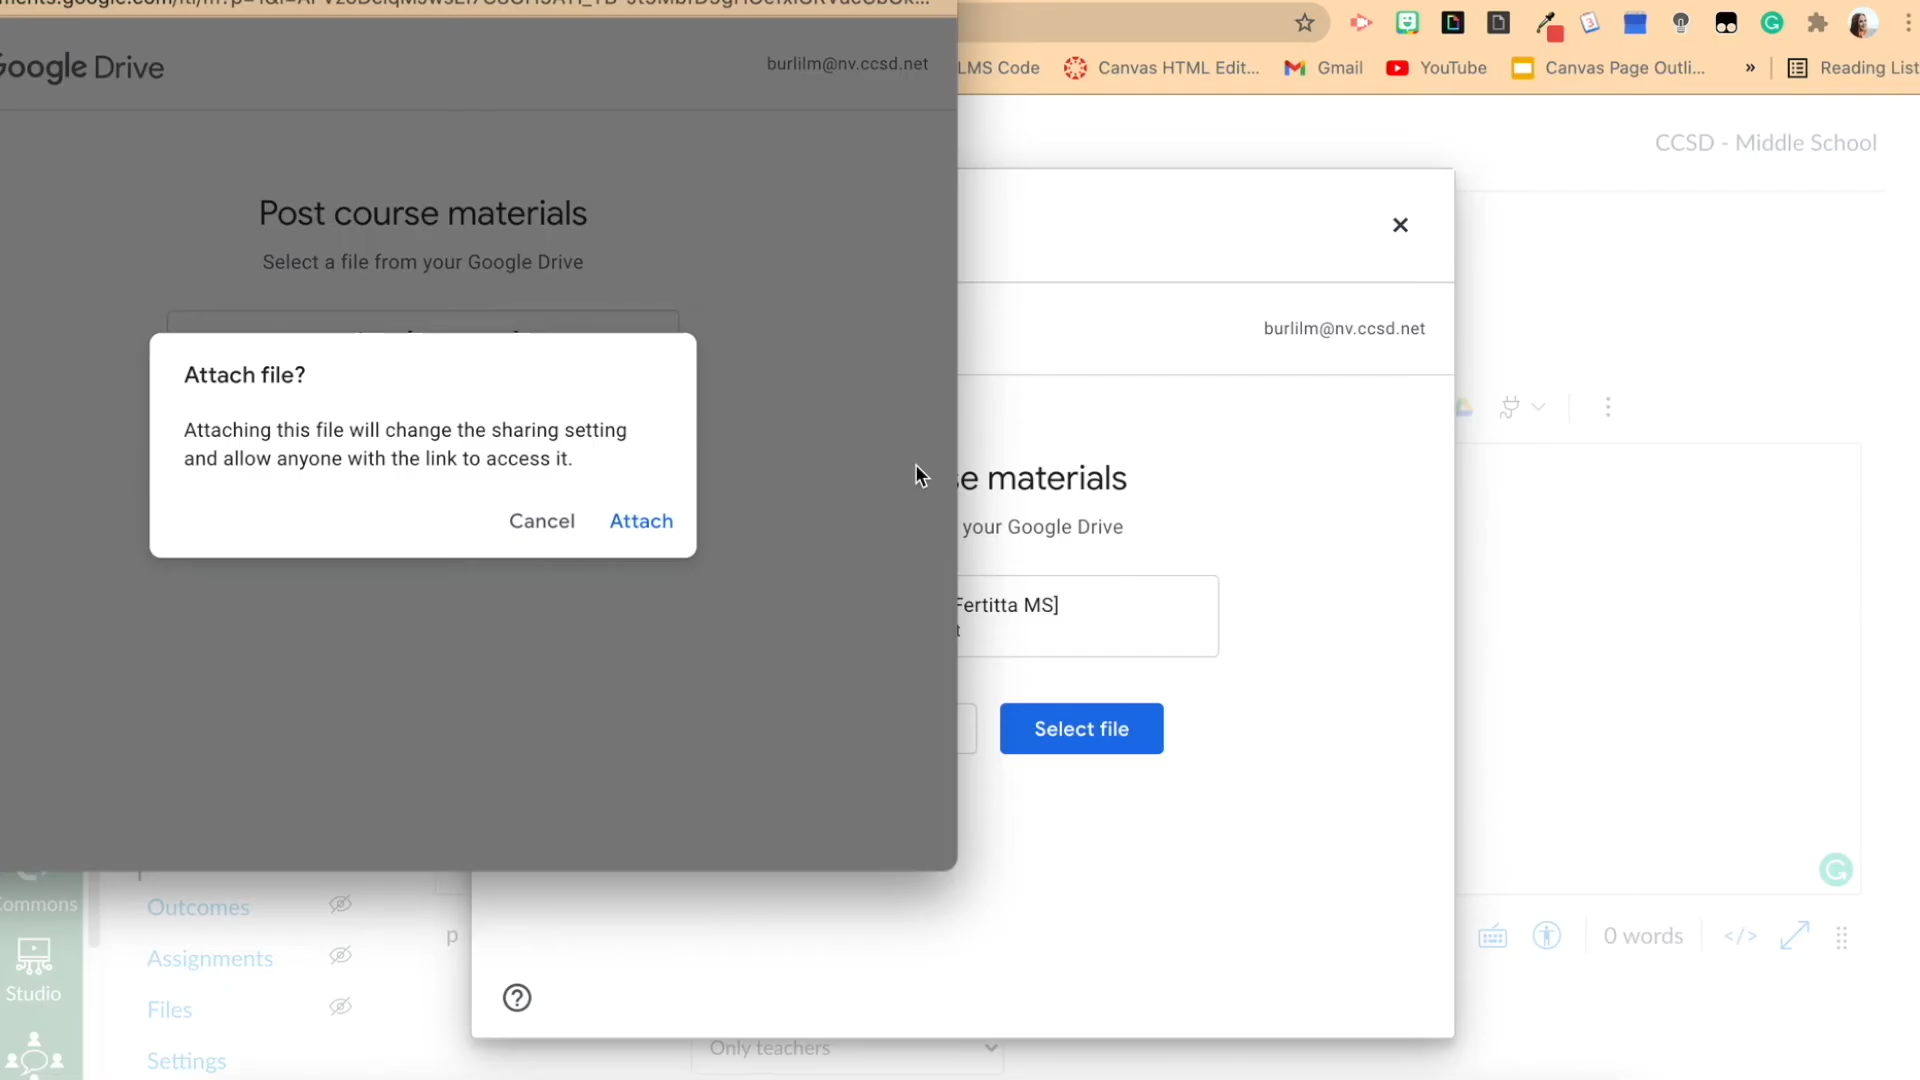 Google Drive
burlilm@nv.ccsd.net
LMS Code
Canvas HTML Edit...
Gmail
YouTube
Canvas Page Outli...
»
Reading List
CCSD - Middle School
Post course materials
Select a file from your Google Drive
Attach file?
Attaching this file will change the sharing setting
and allow anyone with the link to access it.
Cancel
Attach
burlilm@nv.ccsd.net
materials
your Google Drive
Fertitta MS]
Select file
Commons
Outcomes
Assignments
p
0 words
</>
Studio
Files
Settings
Only teachers